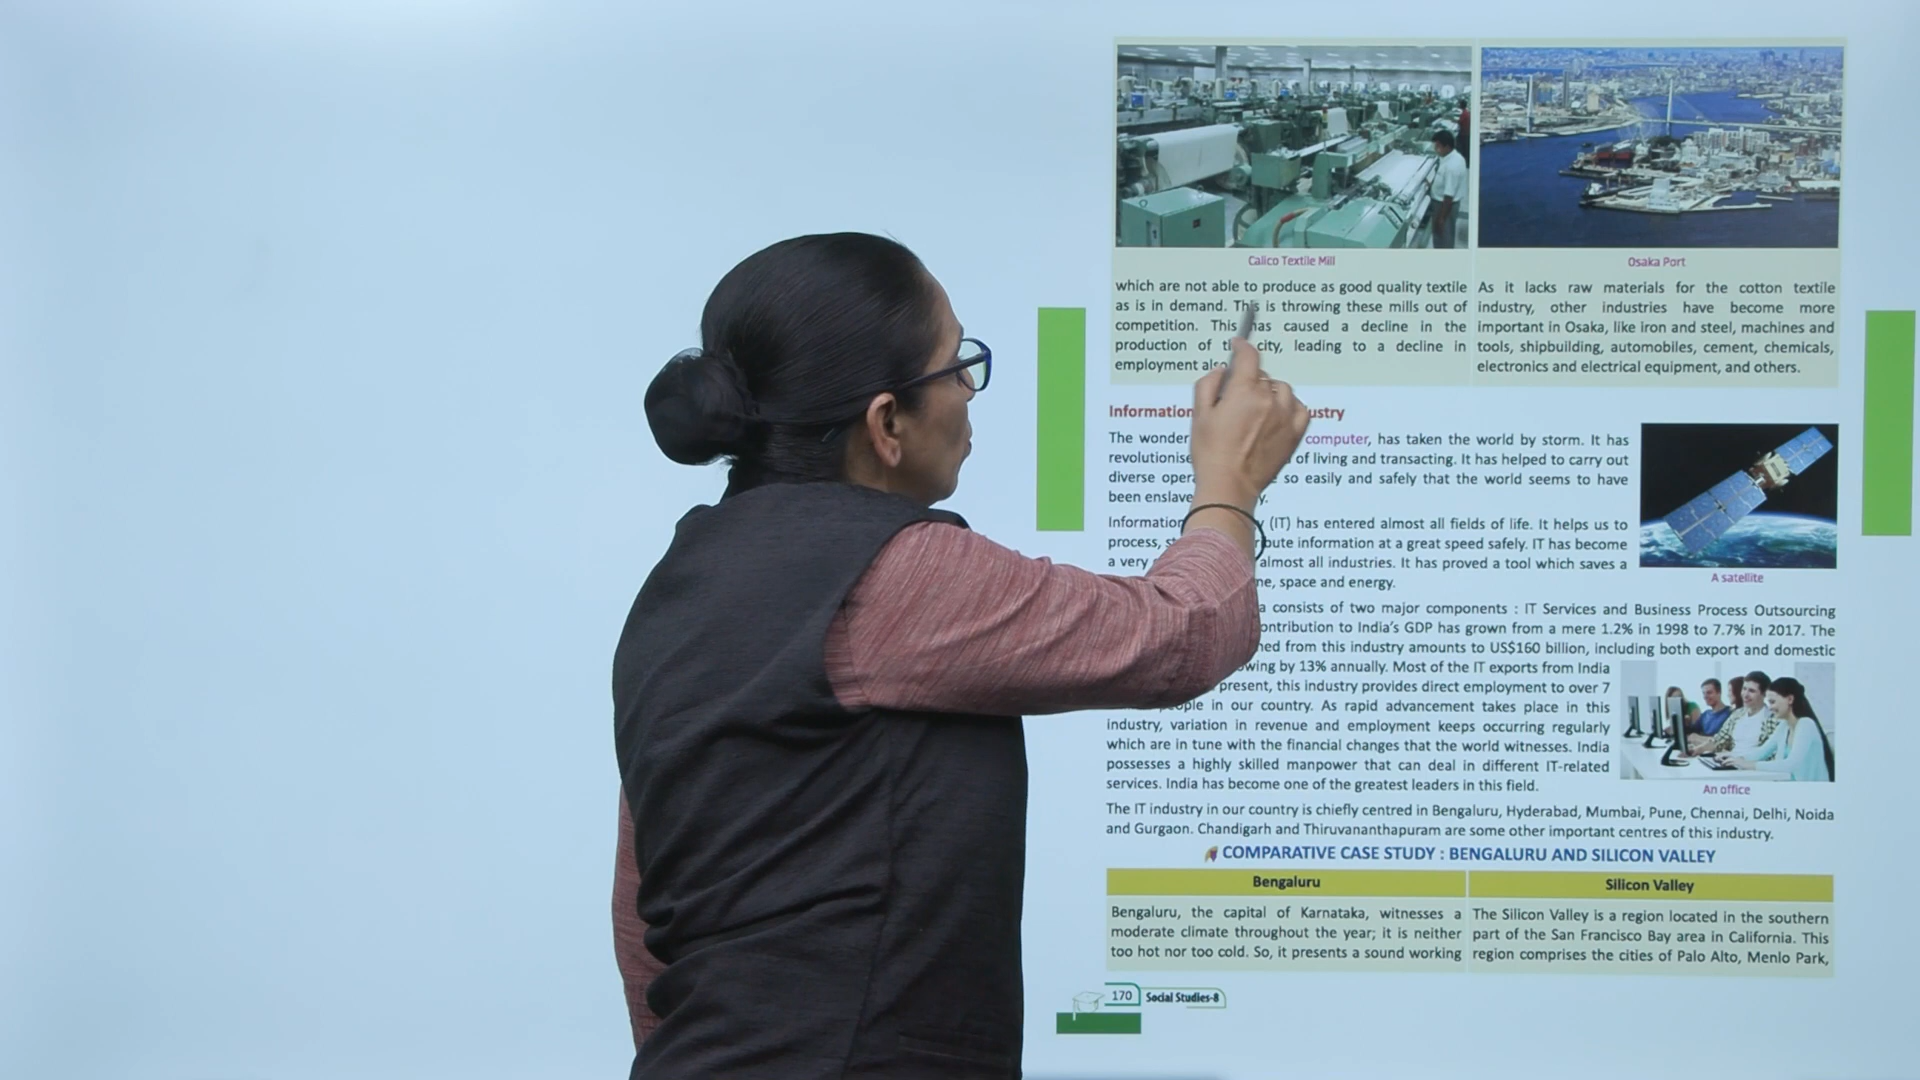 Calico Textile Mill
which are not able to produce as good quality textile
as is in demand. This is throwing these mills out of
competition. This has caused a decline in the
production of city, leading to a decline in
employment
Osaka Port
As it lacks raw materials for the cotton textile
industry, other industries have become more
important in Osaka, like iron and steel, machines and
tools, shipbuilding, automobiles, cement, chemicals,
electronics and electrical equipment, and others.
Information
The wonder computer, has taken the world by storm. It has
of living and transacting. It has helped to carry out
diverse so easily and safely that the world seems to have
been
Information (IT) has entered almost all fields of life. It helps us to
process, information at a great speed safely. IT has become
a very almost all industries. It has proved a tool which saves a
space and energy.
A satellite
consists of two major components : IT Services and Business Process Outsourcing
to India's GDP has grown from a mere 1.2% in 1998 to 7.7% in 2017. The
from this industry amounts to US$160 billion, including both export and domestic
by 13% annually. Most of the IT exports from India
present, this industry provides direct employment to over 7
in our country. As rapid advancement takes place in this
industry, variation in revenue and employment keeps occurring regularly
which are in tune with the financial changes that the world witnesses. India
possesses a highly skilled manpower that can deal in different IT-related
services. India has become one of the greatest leaders in this field.
An office
The IT industry in our country is chiefly centred in Bengaluru, Hyderabad, Mumbai, Pune, Chennai, Delhi, Noida
and Gurgaon. Chandigarh and Thiruvananthapuram are some other important centres of this industry.
COMPARATIVE CASE STUDY : BENGALURU AND SILICON VALLEY
Bengaluru
Bengaluru, the capital of Karnataka, witnesses a
moderate climate throughout the year; it is neither
too hot nor too cold. So, it presents a sound working
Silicon Valley
The Silicon Valley is a region located in the southern
part of the San Francisco Bay area in California. This
region comprises the cities of Palo Alto, Menlo Park,
170 Social Studies-8